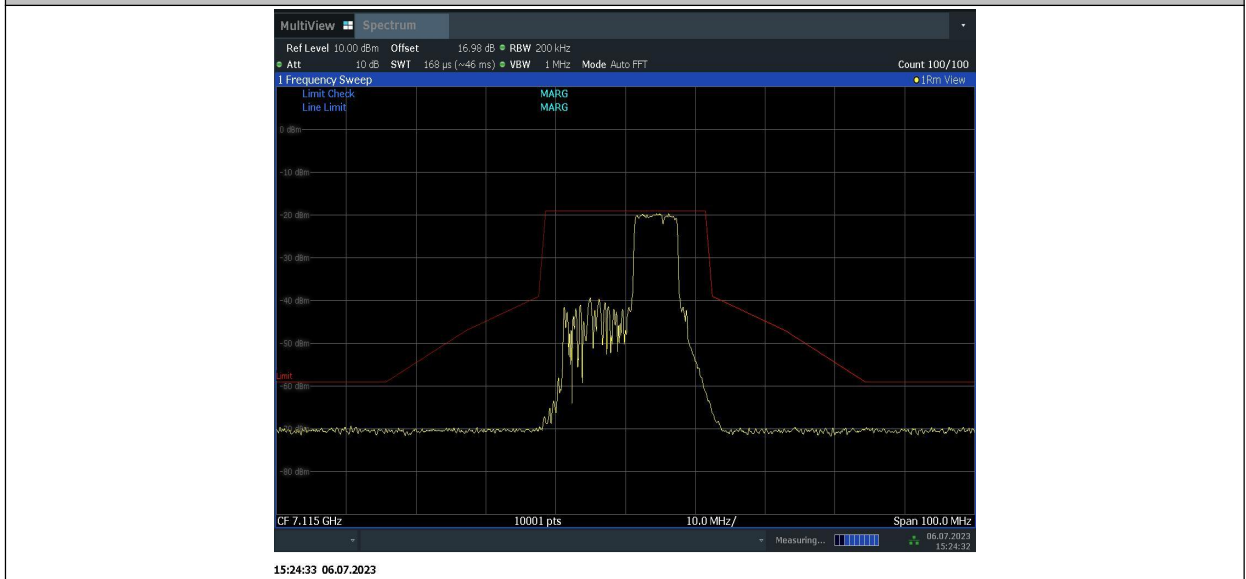 MultiView Spectrum
Ref Level 10.00 dBm Offset 16.98 dB RBW 200 kHz
Att 10 dB SWT 168 µs (~46 ms) VBW 1 MHz Mode Auto FFT Count 100/100
1 Frequency Sweep 1Rm View
Limit Check MARG
Line Limit MARG
0 dBm
-10 dBm
-20 dBm
-30 dBm
-40 dBm
-50 dBm
Limit
-60 dBm
-80 dBm
CF 7.115 GHz 10001 pts 10.0 MHz/ Span 100.0 MHz
Measuring... 06.07.2023
15:24:32
15:24:33 06.07.2023